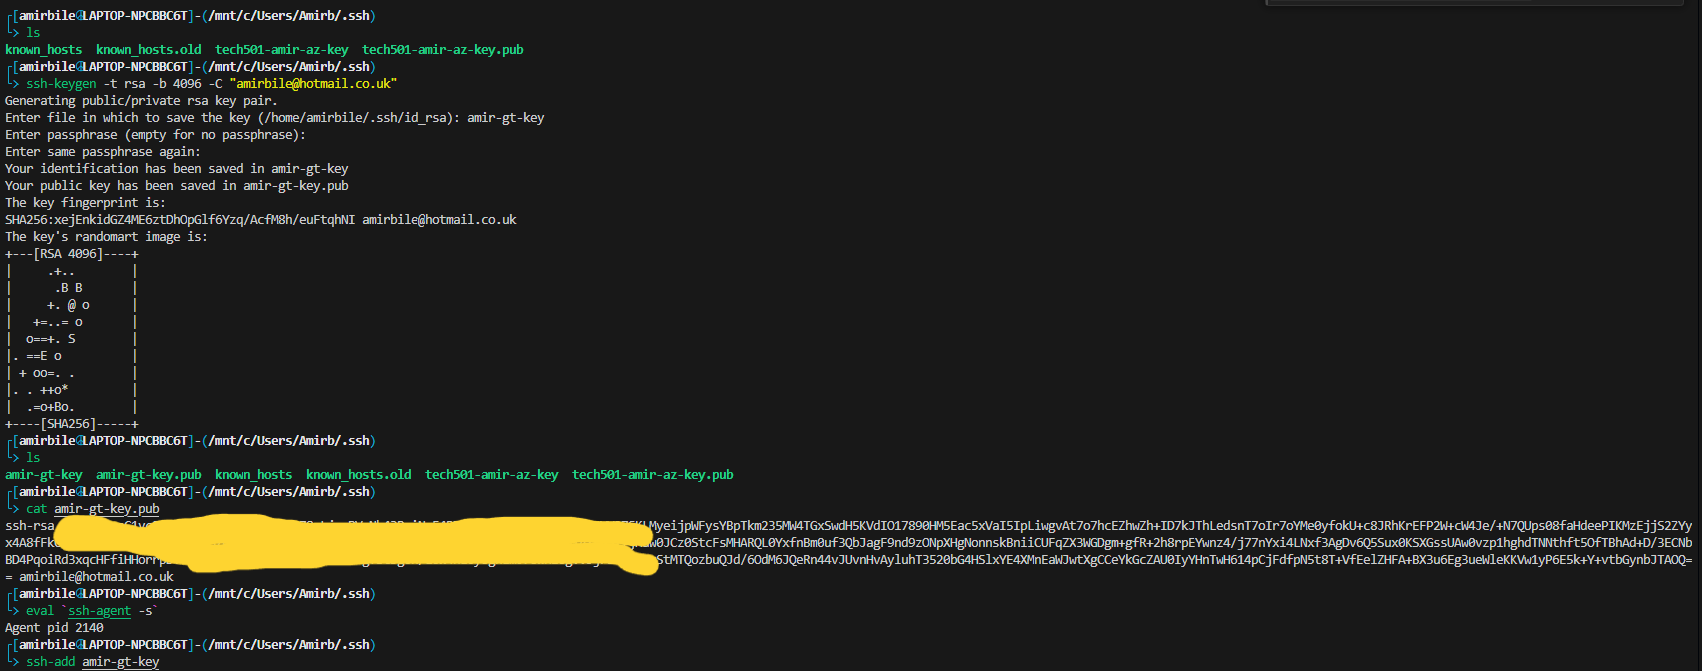 [amirbile@LAPTOP-NPCBBC6T]-(/mnt/c/Users/Amirb/.ssh)
ls
known_hosts known_hosts.old tech501-amir-az-key tech501-amir-az-key.pub
[amirbile@LAPTOP-NPCBBC6T]-(/mnt/c/Users/Amirb/.ssh)
ssh-keygen -t rsa -b 4096 -C "amirbile@hotmail.co.uk"
Generating public/private rsa key pair.
Enter file in which to save the key (/home/amirbile/.ssh/id_rsa): amir-gt-key
Enter passphrase (empty for no passphrase):
Enter same passphrase again:
Your identification has been saved in amir-gt-key
Your public key has been saved in amir-gt-key.pub
The key fingerprint is:
SHA256:xejEnkidGZ4ME6ztDhOpGlf6Yzq/AcfM8h/euFtqhNI amirbile@hotmail.co.uk
The key's randomart image is:
+---[RSA 4096]----+
|     .+..        |
|      .B B       |
|     +. @ o      |
|   +=..= o       |
|  o==+. S        |
|. ==E o          |
| + oo=. .        |
|. . ++o*         |
|  .=o+Bo.        |
+----[SHA256]-----+
[amirbile@LAPTOP-NPCBBC6T]-(/mnt/c/Users/Amirb/.ssh)
ls
amir-gt-key amir-gt-key.pub known_hosts known_hosts.old tech501-amir-az-key tech501-amir-az-key.pub
[amirbile@LAPTOP-NPCBBC6T]-(/mnt/c/Users/Amirb/.ssh)
cat amir-gt-key.pub
ssh-rsa MyeijpWFysYBpTkm235MW4TGxSwdH5KVdIO17890HM5Eac5xVaI5IpLiwgvAt7o7hcEZhwZh+ID7kJThLedsnT7oIr7oYMe0yfokU+c8JRhKrEFP2W+cW4Je/+N7QUps08faHdeePIKMzEjjS2ZYy
x4A8fFk w0JCz0StcFsMHARQL0YxfnBm0uf3QbJagF9nd9zONpXHgNonnskBniiCUFqZX3WGDgm+gfR+2h8rpEYwnz4/j77nYxi4LNxf3AgDv6Q5Sux0KSXGssUAw0vzp1hghdTNNthft5OfTBhAd+D/3ECNb
BD4PqoiRd3xqcHFfiHHorrp StMTQozbuQJd/6OdM6JQeRn44vJUvnHvAyluhT3520bG4HSlxYE4XMnEaWJwtXgCCeYkGcZAU0IyYHnTwH614pCjFdfpN5t8T+VfEelZHFA+BX3u6Eg3ueWleKKVw1yP6E5k+Y+vtbGynbJTAOQ=
= amirbile@hotmail.co.uk
[amirbile@LAPTOP-NPCBBC6T]-(/mnt/c/Users/Amirb/.ssh)
eval `ssh-agent -s`
Agent pid 2140
[amirbile@LAPTOP-NPCBBC6T]-(/mnt/c/Users/Amirb/.ssh)
ssh-add amir-gt-key